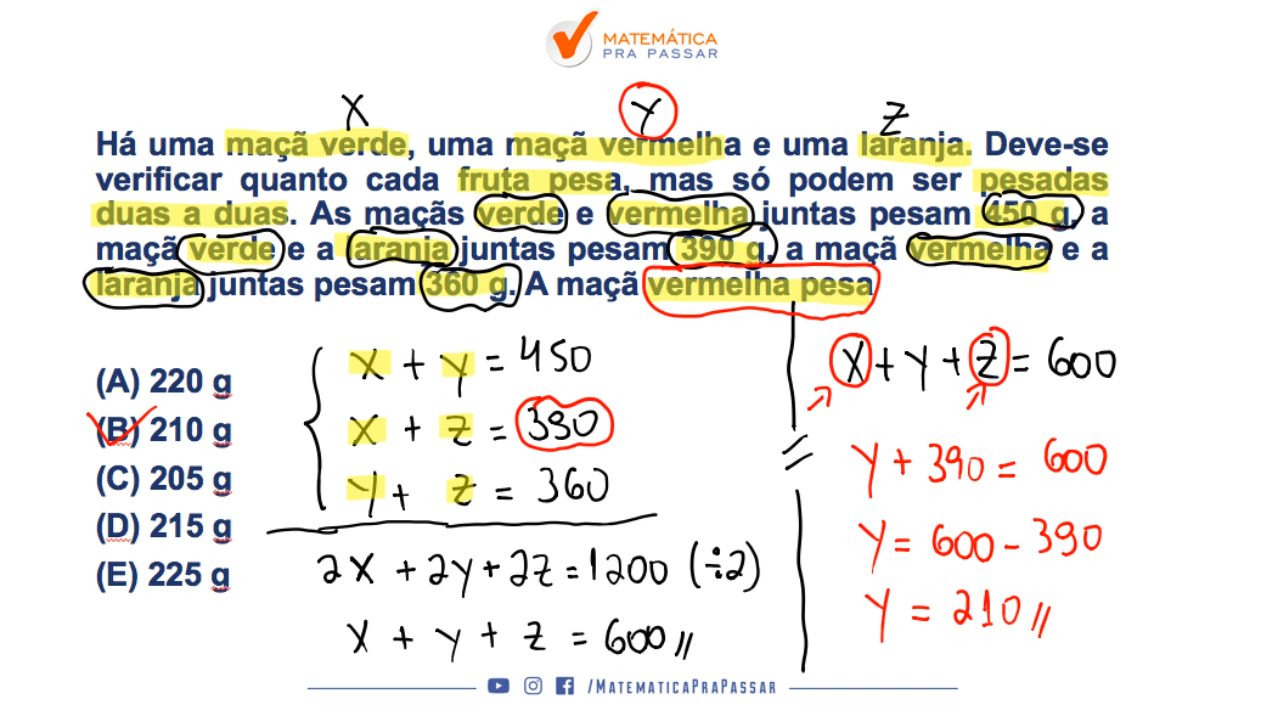 MATEMÁTICA
PRA PASSAR
X Y Z
Há uma maçã verde, uma maçã vermelha e uma laranja. Deve-se
verificar quanto cada fruta pesa, mas só podem ser pesadas
duas a duas. As maçãs verde e vermelha juntas pesam 450 g, a
maçã verde e a laranja juntas pesam 390 g, a maçã vermelha e a
laranja juntas pesam 360 g. A maçã vermelha pesa
(A) 220 g
(B) 210 g
(C) 205 g
(D) 215 g
(E) 225 g
X + Y = 450
X + Z = 390
Y + Z = 360
2X + 2Y + 2Z = 1200 (÷2)
X + Y + Z = 600 //
X + Y + Z = 600
Y + 390 = 600
Y = 600 - 390
Y = 210 //
/MATEMATICAPRAPASSAR